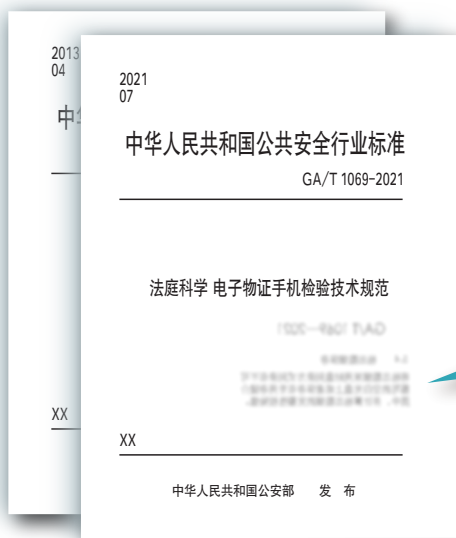 2013
04
中
2021
07
中华人民共和国公共安全行业标准
GA/T 1069-2021
法庭科学 电子物证手机检验技术规范
XX
XX
中华人民共和国公安部 发 布